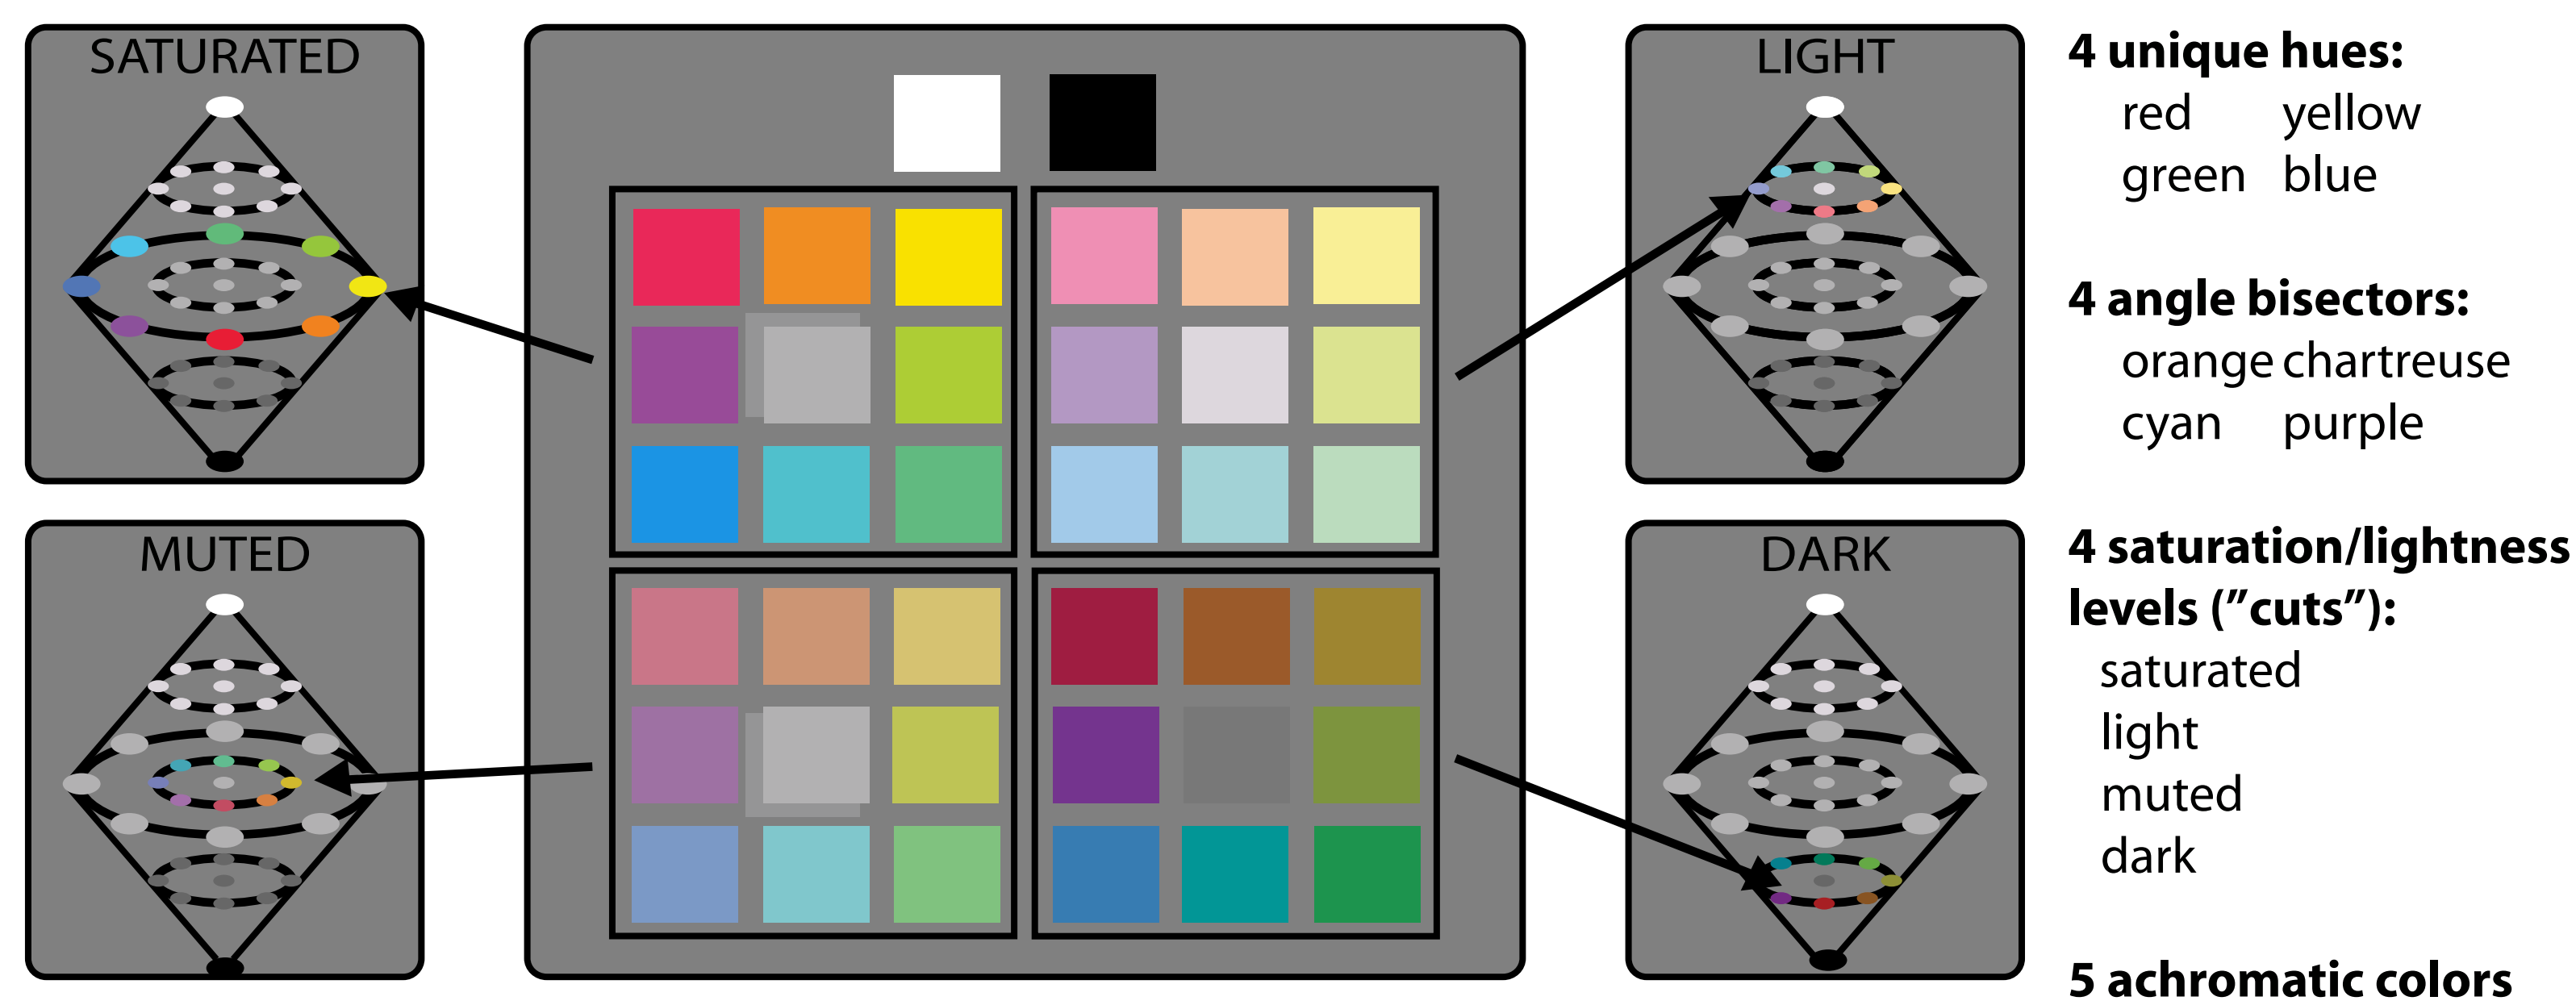 SATURATED
LIGHT
MUTED
DARK
4 unique hues:
red yellow
green blue
4 angle bisectors:
orange chartreuse
cyan purple
4 saturation/lightness
levels (”cuts”):
saturated
light
muted
dark
5 achromatic colors